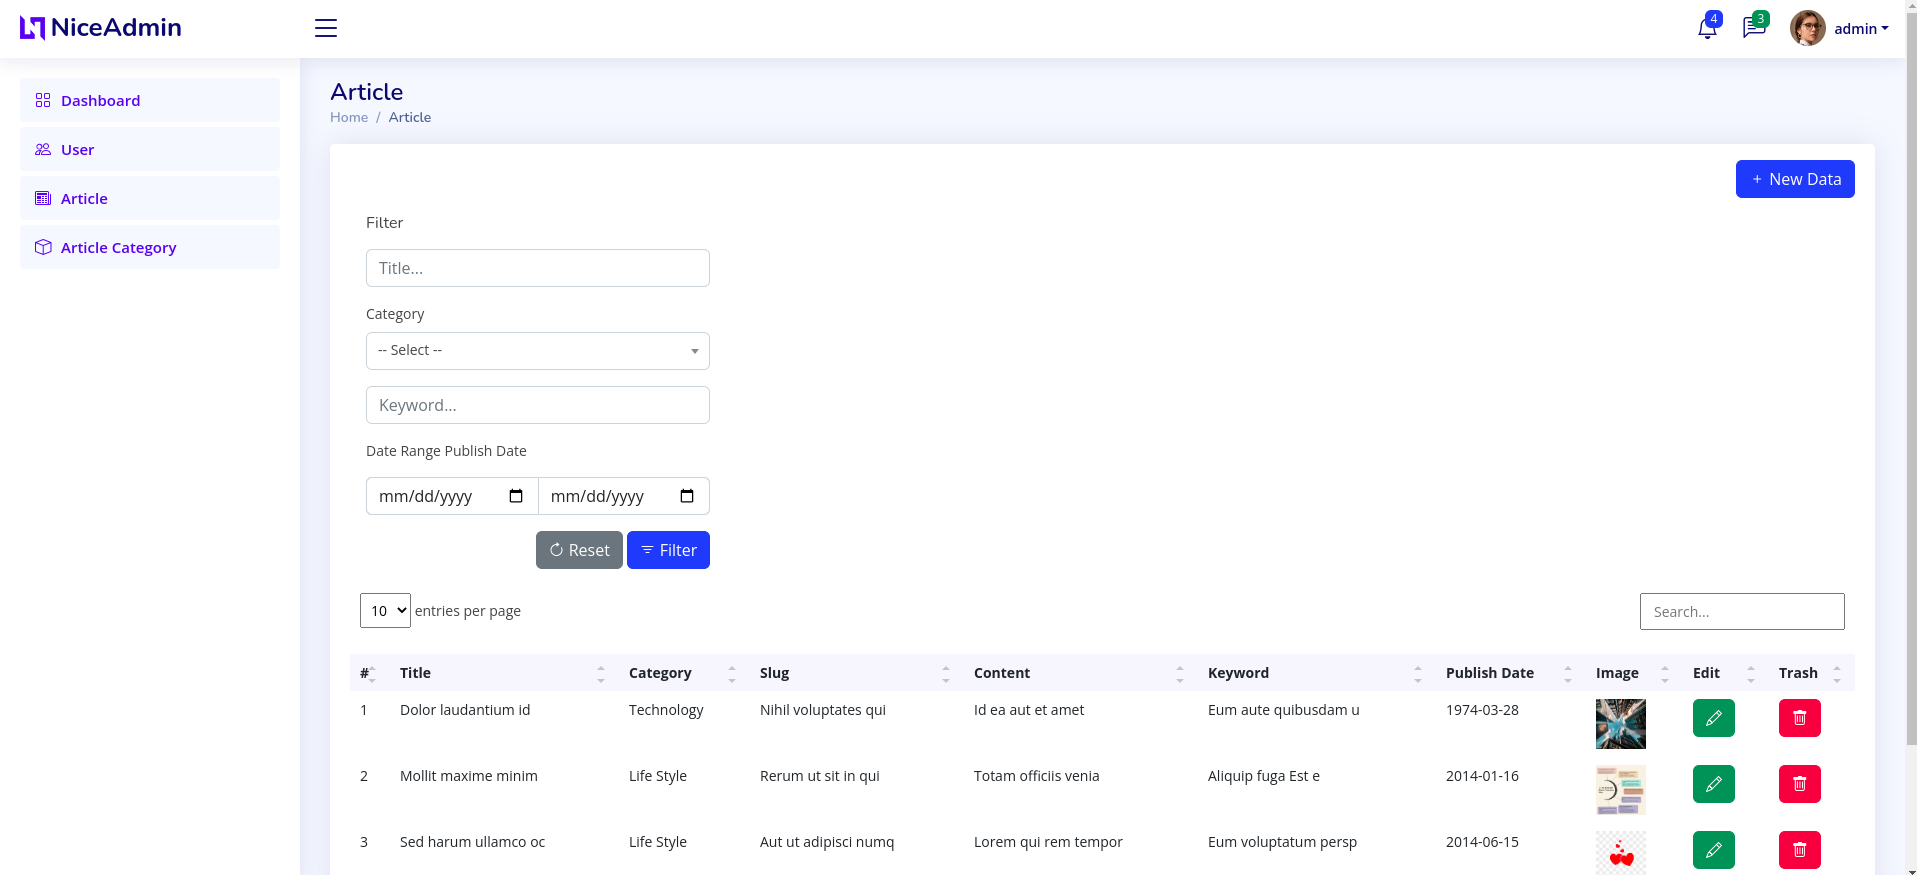 NiceAdmin
4
3
admin
Dashboard
User
Article
Article Category
Article
Home / Article
+ New Data
Filter
Title...
Category
-- Select --
Keyword...
Date Range Publish Date
mm/dd/yyyy mm/dd/yyyy
Reset Filter
10 entries per page
Search...
# Title Category Slug Content Keyword Publish Date Image Edit Trash
1 Dolor laudantium id Technology Nihil voluptates qui Id ea aut et amet Eum aute quibusdam u 1974-03-28
2 Mollit maxime minim Life Style Rerum ut sit in qui Totam officiis venia Aliquip fuga Est e 2014-01-16
3 Sed harum ullamco oc Life Style Aut ut adipisci numq Lorem qui rem tempor Eum voluptatum persp 2014-06-15